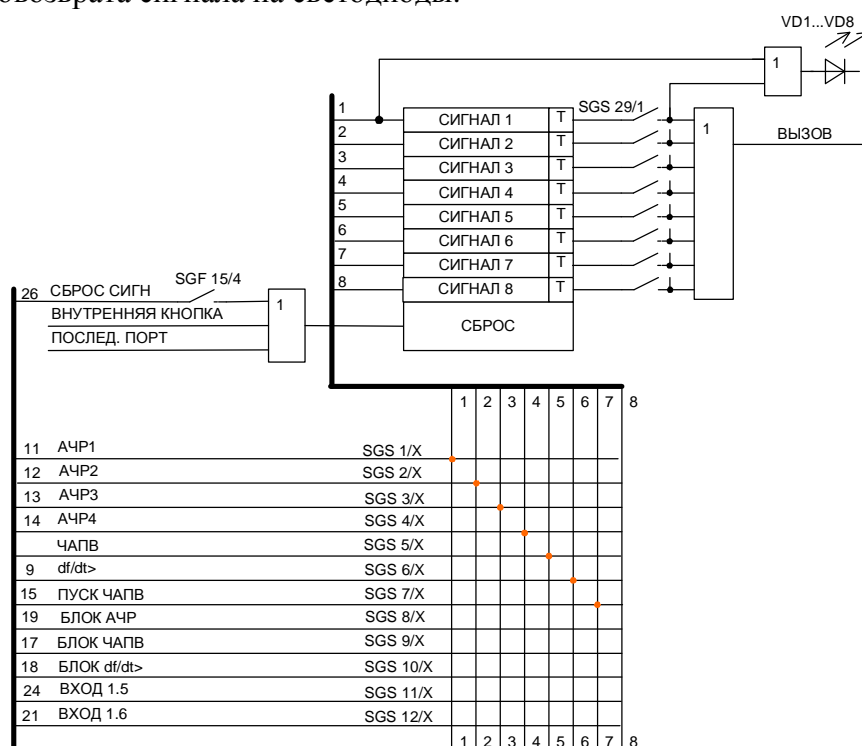 овозврата сигнала на светодиоды.
VD1...VD8
1
1 СИГНАЛ 1 T SGS 29/1
2 СИГНАЛ 2 T
3 СИГНАЛ 3 T
4 СИГНАЛ 4 T
5 СИГНАЛ 5 T
6 СИГНАЛ 6 T
7 СИГНАЛ 7 T
8 СИГНАЛ 8 T
1 ВЫЗОВ
СБРОС
26 СБРОС СИГН SGF 15/4
ВНУТРЕННЯЯ КНОПКА
ПОСЛЕД. ПОРТ
1
1 2 3 4 5 6 7 8
11 АЧР1 SGS 1/X
12 АЧР2 SGS 2/X
13 АЧР3 SGS 3/X
14 АЧР4 SGS 4/X
ЧАПВ SGS 5/X
9 df/dt> SGS 6/X
15 ПУСК ЧАПВ SGS 7/X
19 БЛОК АЧР SGS 8/X
17 БЛОК ЧАПВ SGS 9/X
18 БЛОК df/dt> SGS 10/X
24 ВХОД 1.5 SGS 11/X
21 ВХОД 1.6 SGS 12/X
1 2 3 4 5 6 7 8